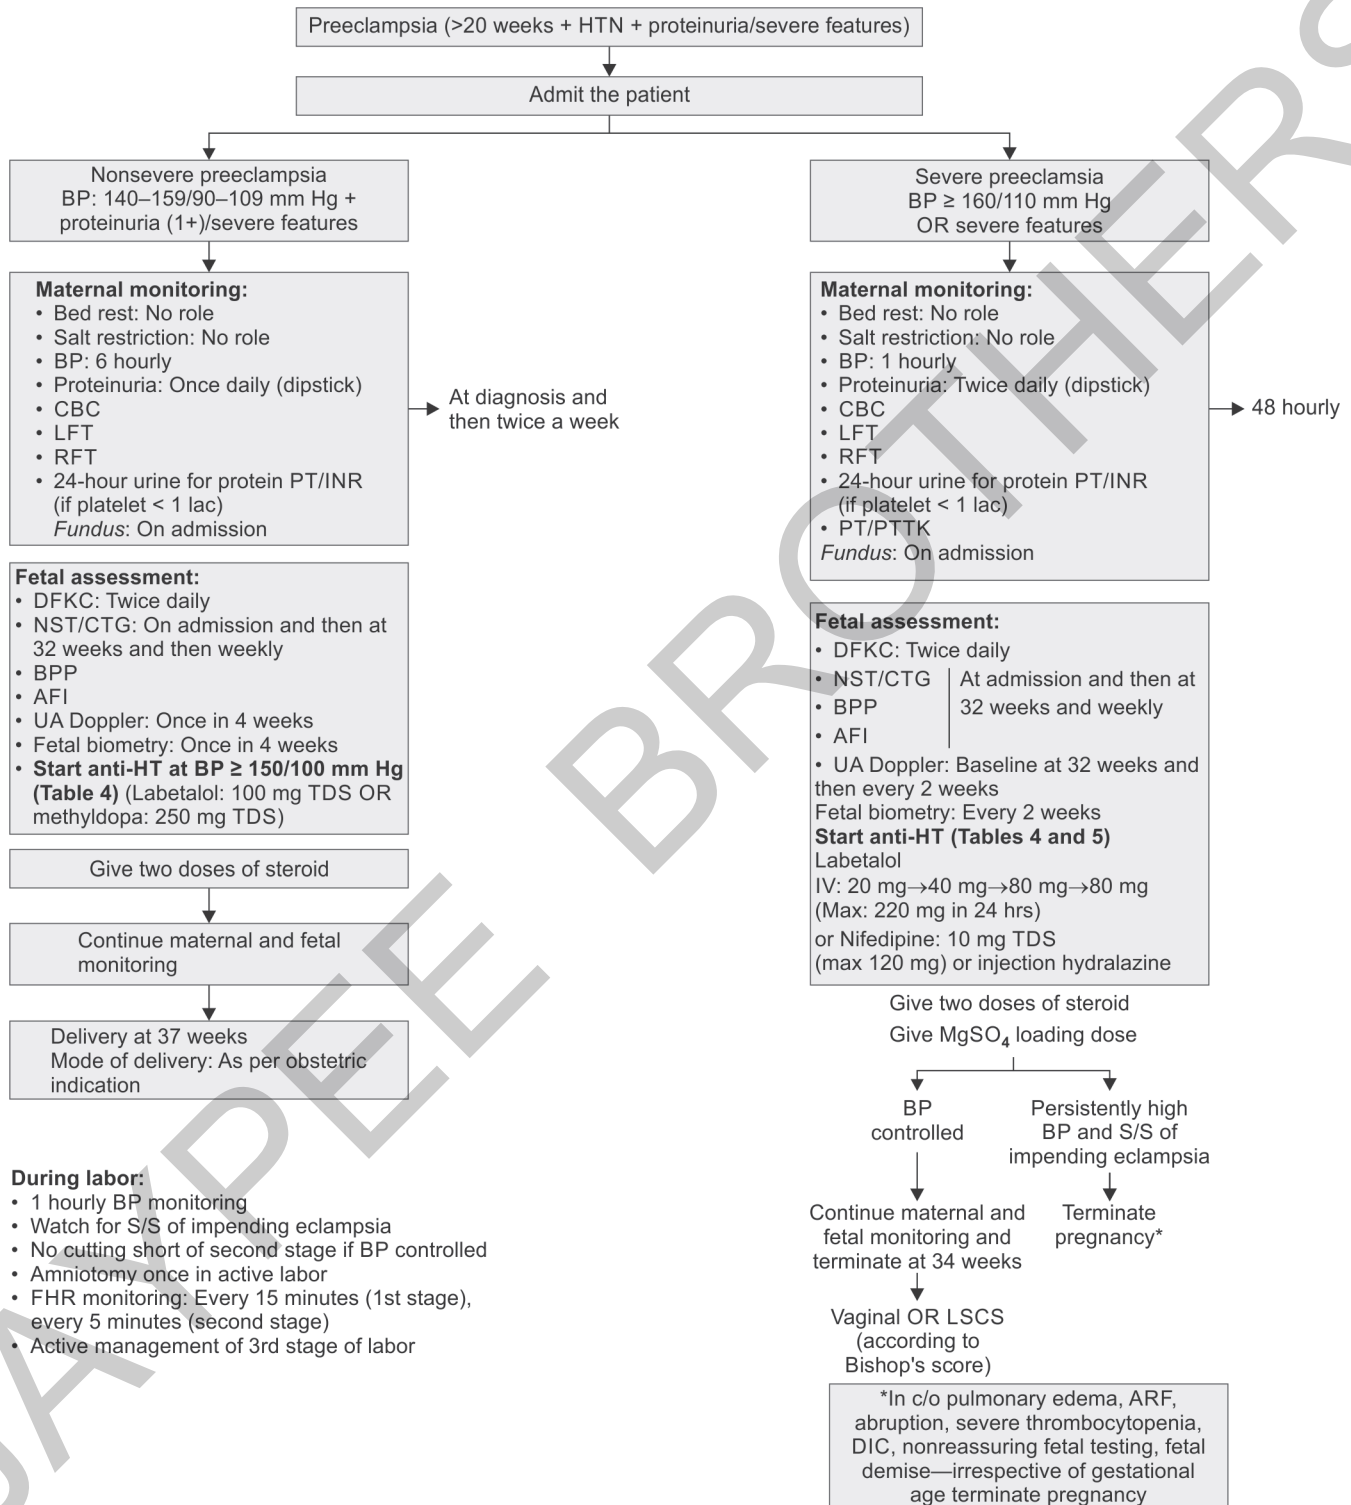 Preeclampsia (>20 weeks + HTN + proteinuria/severe features)
Admit the patient
Nonsevere preeclampsia
BP: 140–159/90–109 mm Hg +
proteinuria (1+)/severe features
Maternal monitoring:
• Bed rest: No role
• Salt restriction: No role
• BP: 6 hourly
• Proteinuria: Once daily (dipstick)
• CBC
• LFT
• RFT
• 24-hour urine for protein PT/INR
(if platelet < 1 lac)
Fundus: On admission
At diagnosis and
then twice a week
Fetal assessment:
• DFKC: Twice daily
• NST/CTG: On admission and then at
32 weeks and then weekly
• BPP
• AFI
• UA Doppler: Once in 4 weeks
• Fetal biometry: Once in 4 weeks
• Start anti-HT at BP ≥ 150/100 mm Hg
(Table 4) (Labetalol: 100 mg TDS OR
methyldopa: 250 mg TDS)
Give two doses of steroid
Continue maternal and fetal
monitoring
Delivery at 37 weeks
Mode of delivery: As per obstetric
indication
During labor:
• 1 hourly BP monitoring
• Watch for S/S of impending eclampsia
• No cutting short of second stage if BP controlled
• Amniotomy once in active labor
• FHR monitoring: Every 15 minutes (1st stage),
every 5 minutes (second stage)
• Active management of 3rd stage of labor
Severe preeclamsia
BP ≥ 160/110 mm Hg
OR severe features
Maternal monitoring:
• Bed rest: No role
• Salt restriction: No role
• BP: 1 hourly
• Proteinuria: Twice daily (dipstick)
• CBC
• LFT
• RFT
• 24-hour urine for protein PT/INR
(if platelet < 1 lac)
• PT/PTTK
Fundus: On admission
48 hourly
Fetal assessment:
• DFKC: Twice daily
• NST/CTG
• BPP
• AFI
At admission and then at
32 weeks and weekly
• UA Doppler: Baseline at 32 weeks and
then every 2 weeks
Fetal biometry: Every 2 weeks
Start anti-HT (Tables 4 and 5)
Labetalol
IV: 20 mg→40 mg→80 mg→80 mg
(Max: 220 mg in 24 hrs)
or Nifedipine: 10 mg TDS
(max 120 mg) or injection hydralazine
Give two doses of steroid
Give MgSO₄ loading dose
BP
controlled
Continue maternal and
fetal monitoring and
terminate at 34 weeks
Vaginal OR LSCS
(according to
Bishop's score)
Persistently high
BP and S/S of
impending eclampsia
Terminate
pregnancy*
*In c/o pulmonary edema, ARF,
abruption, severe thrombocytopenia,
DIC, nonreassuring fetal testing, fetal
demise—irrespective of gestational
age terminate pregnancy
JAYPEE BROTHERS